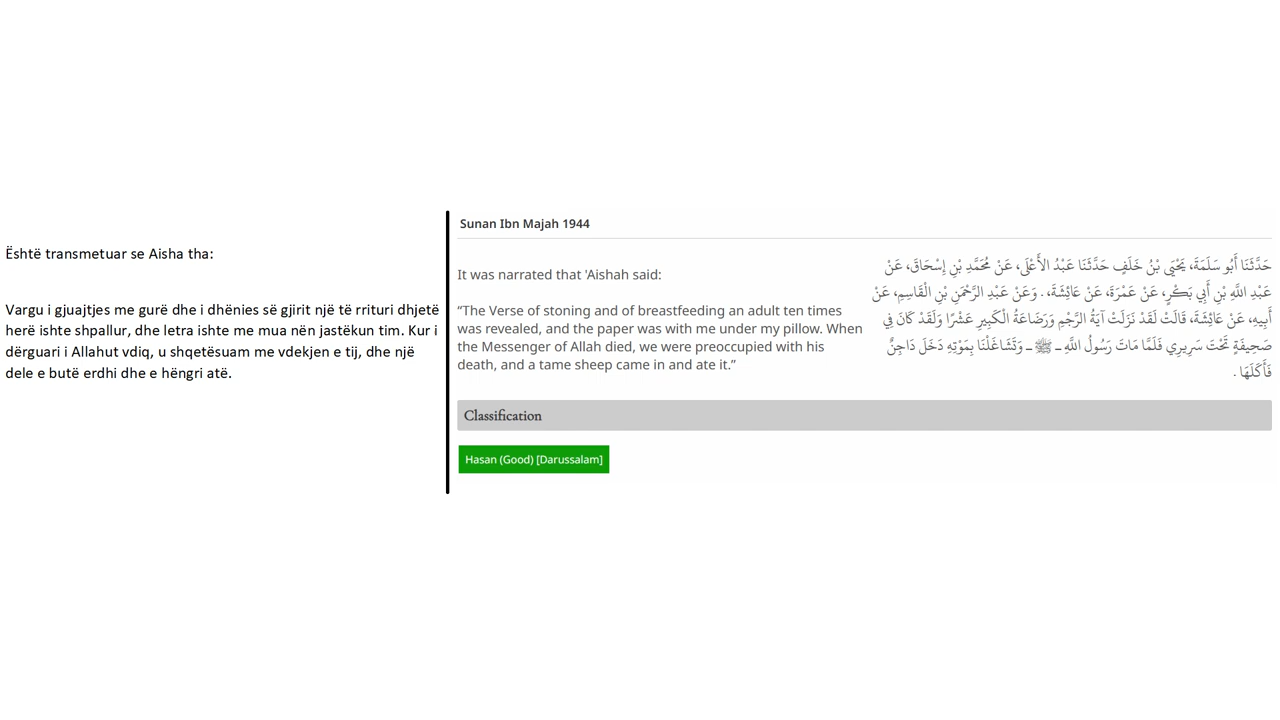 Është transmetuar se Aisha tha:
Vargu i gjuajtjes me gurë dhe i dhënies së gjirit një të rrituri dhjetë
herë ishte shpallur, dhe letra ishte me mua nën jastëkun tim. Kur i
dërguari i Allahut vdiq, u shqetësuam me vdekjen e tij, dhe një
dele e butë erdhi dhe e hëngri atë.
Sunan Ibn Majah 1944
It was narrated that 'Aishah said:
“The Verse of stoning and of breastfeeding an adult ten times
was revealed, and the paper was with me under my pillow. When
the Messenger of Allah died, we were preoccupied with his
death, and a tame sheep came in and ate it.”
حَدَّثَنَا أَبُو سَلَمَةَ، يَحْيَى بْنُ خَلَفٍ حَدَّثَنَا عَبْدُ الأَعْلَى، عَنْ مُحَمَّدِ بْنِ إِسْحَاقَ، عَنْ
عَبْدِ اللَّهِ بْنِ أَبِي بَكْرٍ، عَنْ عَمْرَةَ، عَنْ عَائِشَةَ، . وَعَنْ عَبْدِ الرَّحْمَنِ بْنِ الْقَاسِمِ، عَنْ
أَبِيهِ، عَنْ عَائِشَةَ، قَالَتْ لَقَدْ نَزَلَتْ آيَةُ الرَّجْمِ وَرَضَاعَةُ الْكَبِيرِ عَشْرًا وَلَقَدْ كَانَ فِي
صَحِيفَةٍ تَحْتَ سَرِيرِي فَلَمَّا مَاتَ رَسُولُ اللَّهِ ـ ﷺ ـ وَتَشَاغَلْنَا بِمَوْتِهِ دَخَلَ دَاجِنٌ
فَأَكَلَهَا .
Classification
Hasan (Good) [Darussalam]